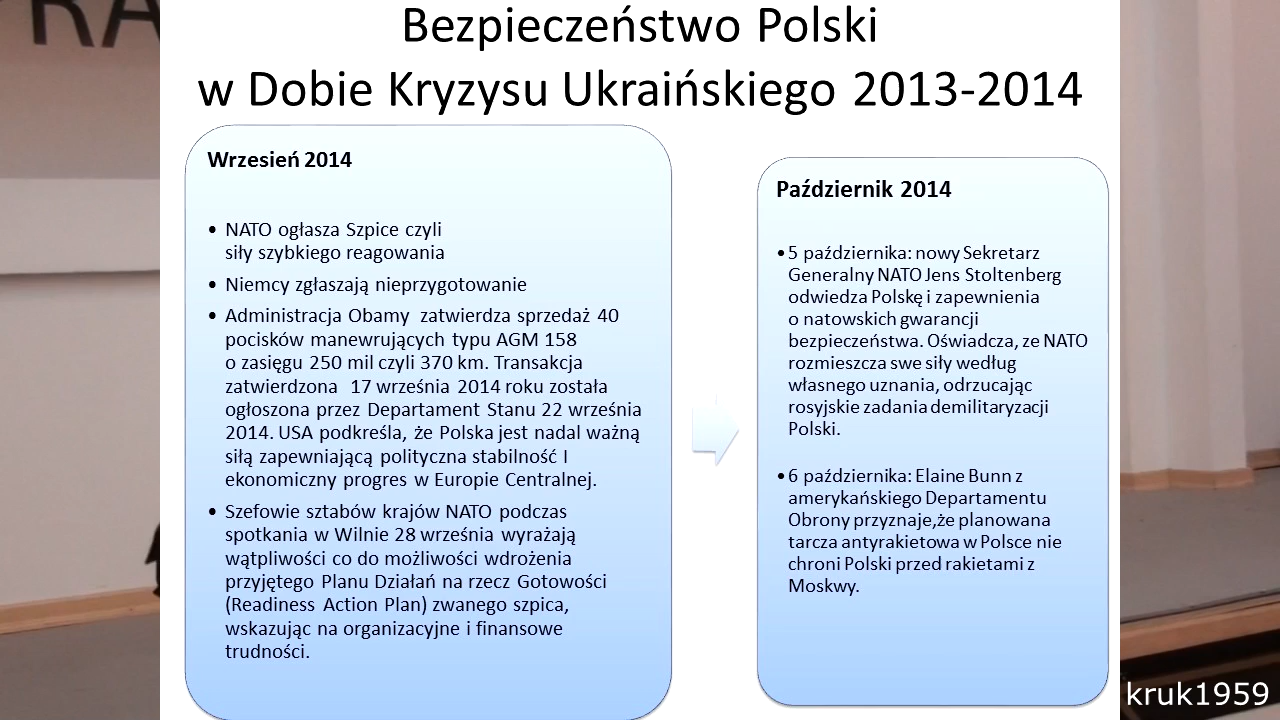 RA
Bezpieczeństwo Polski
w Dobie Kryzysu Ukraińskiego 2013-2014
Wrzesień 2014
• NATO ogłasza Szpice czyli
siły szybkiego reagowania
• Niemcy zgłaszają nieprzygotowanie
• Administracja Obamy zatwierdza sprzedaż 40
pocisków manewrujących typu AGM 158
o zasięgu 250 mil czyli 370 km. Transakcja
zatwierdzona 17 września 2014 roku została
ogłoszona przez Departament Stanu 22 września
2014. USA podkreśla, że Polska jest nadal ważną
siłą zapewniającą polityczna stabilność I
ekonomiczny progres w Europie Centralnej.
• Szefowie sztabów krajów NATO podczas
spotkania w Wilnie 28 września wyrażają
wątpliwości co do możliwości wdrożenia
przyjętego Planu Działań na rzecz Gotowości
(Readiness Action Plan) zwanego szpica,
wskazując na organizacyjne i finansowe
trudności.
Październik 2014
• 5 października: nowy Sekretarz
Generalny NATO Jens Stoltenberg
odwiedza Polskę i zapewnienia
o natowskich gwarancji
bezpieczeństwa. Oświadcza, ze NATO
rozmieszcza swe siły według
własnego uznania, odrzucając
rosyjskie zadania demilitaryzacji
Polski.
• 6 października: Elaine Bunn z
amerykańskiego Departamentu
Obrony przyznaje,że planowana
tarcza antyrakietowa w Polsce nie
chroni Polski przed rakietami z
Moskwy.
kruk1959